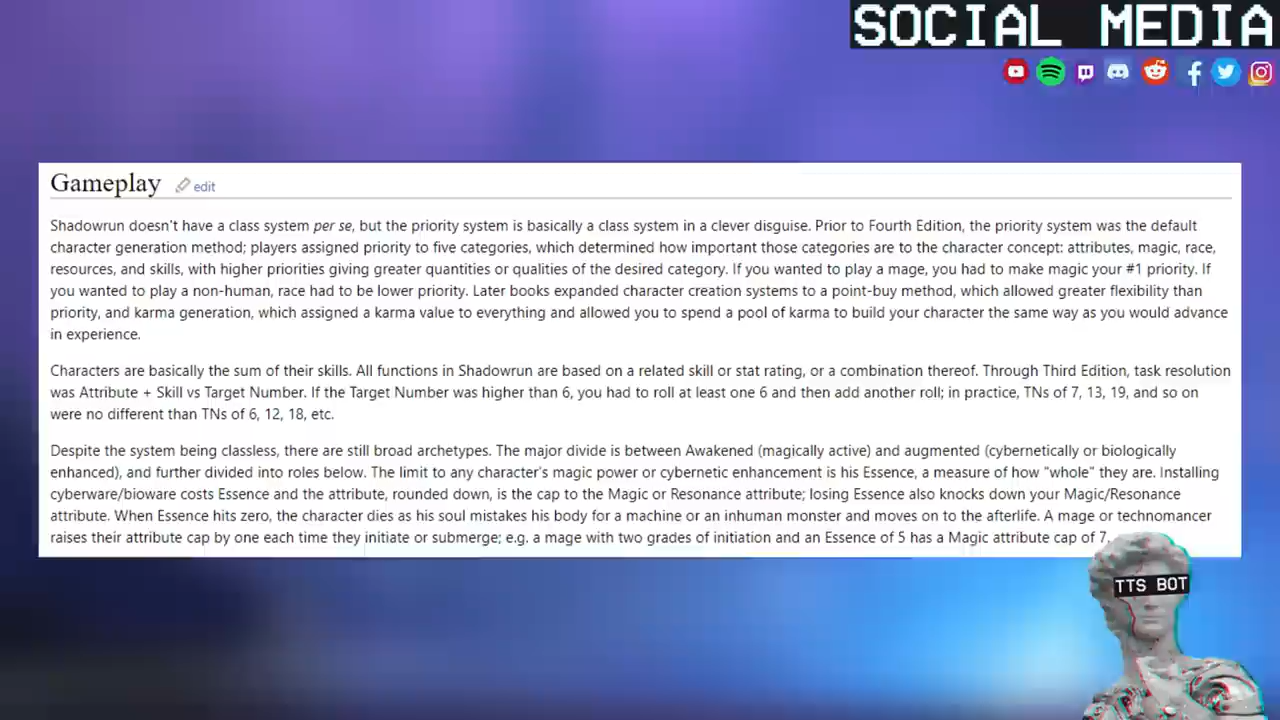 SOCIAL MEDIA
Gameplay edit
Shadowrun doesn't have a class system per se, but the priority system is basically a class system in a clever disguise. Prior to Fourth Edition, the priority system was the default
character generation method; players assigned priority to five categories, which determined how important those categories are to the character concept: attributes, magic, race,
resources, and skills, with higher priorities giving greater quantities or qualities of the desired category. If you wanted to play a mage, you had to make magic your #1 priority. If
you wanted to play a non-human, race had to be lower priority. Later books expanded character creation systems to a point-buy method, which allowed greater flexibility than
priority, and karma generation, which assigned a karma value to everything and allowed you to spend a pool of karma to build your character the same way as you would advance
in experience.
Characters are basically the sum of their skills. All functions in Shadowrun are based on a related skill or stat rating, or a combination thereof. Through Third Edition, task resolution
was Attribute + Skill vs Target Number. If the Target Number was higher than 6, you had to roll at least one 6 and then add another roll; in practice, TNs of 7, 13, 19, and so on
were no different than TNs of 6, 12, 18, etc.
Despite the system being classless, there are still broad archetypes. The major divide is between Awakened (magically active) and augmented (cybernetically or biologically
enhanced), and further divided into roles below. The limit to any character's magic power or cybernetic enhancement is his Essence, a measure of how "whole" they are. Installing
cyberware/bioware costs Essence and the attribute, rounded down, is the cap to the Magic or Resonance attribute; losing Essence also knocks down your Magic/Resonance
attribute. When Essence hits zero, the character dies as his soul mistakes his body for a machine or an inhuman monster and moves on to the afterlife. A mage or technomancer
raises their attribute cap by one each time they initiate or submerge; e.g. a mage with two grades of initiation and an Essence of 5 has a Magic attribute cap of 7.
TTS BOT